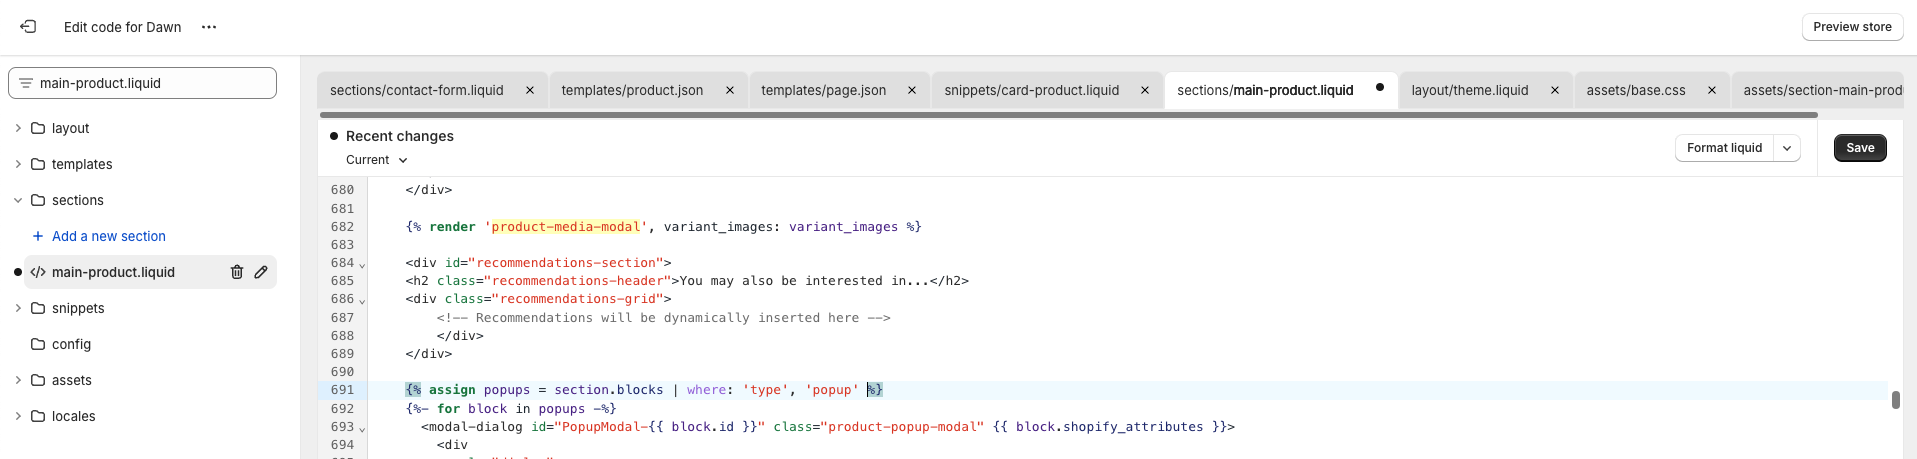 Edit code for Dawn ...
Preview store
main-product.liquid
sections/contact-form.liquid
templates/product.json
templates/page.json
snippets/card-product.liquid
sections/main-product.liquid
layout/theme.liquid
assets/base.css
assets/section-main-prod
layout
templates
sections
Add a new section
main-product.liquid
snippets
config
assets
locales
Recent changes
Current
Format liquid
Save
680 </div>
681
682 {% render 'product-media-modal', variant_images: variant_images %}
683
684 <div id="recommendations-section">
685 <h2 class="recommendations-header">You may also be interested in...</h2>
686 <div class="recommendations-grid">
687 <!-- Recommendations will be dynamically inserted here -->
688 </div>
689 </div>
690
691 {% assign popups = section.blocks | where: 'type', 'popup' %}
692 {%- for block in popups -%}
693 <modal-dialog id="PopupModal-{{ block.id }}" class="product-popup-modal" {{ block.shopify_attributes }}>
694 <div